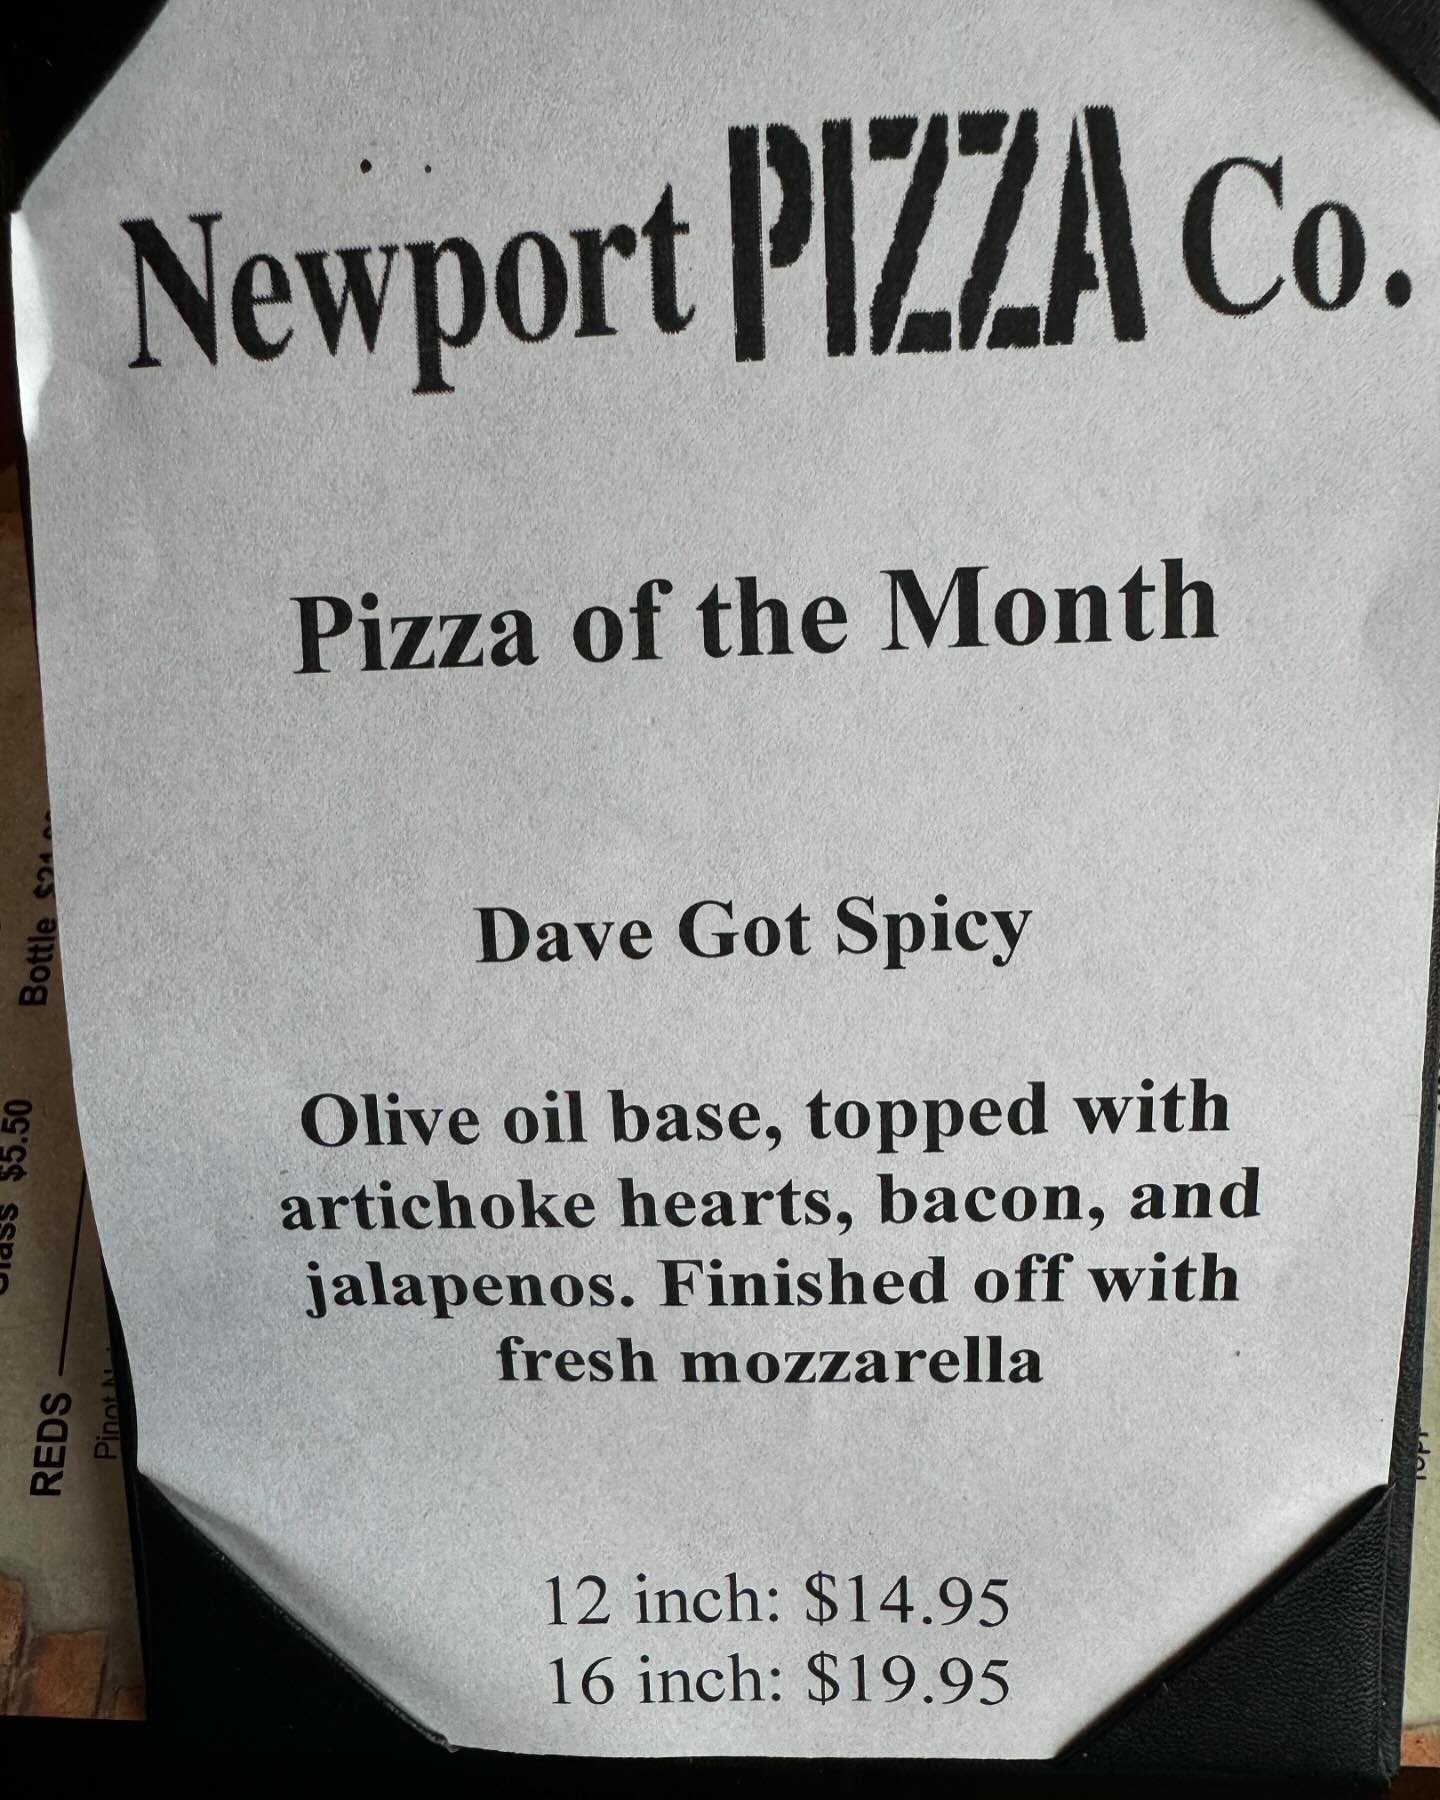 Newport PIZZA Co.
Pizza of the Month
Dave Got Spicy
Olive oil base, topped with
artichoke hearts, bacon, and
jalapenos. Finished off with
fresh mozzarella
12 inch: $14.95
16 inch: $19.95
Bottle
$5.50
REDS